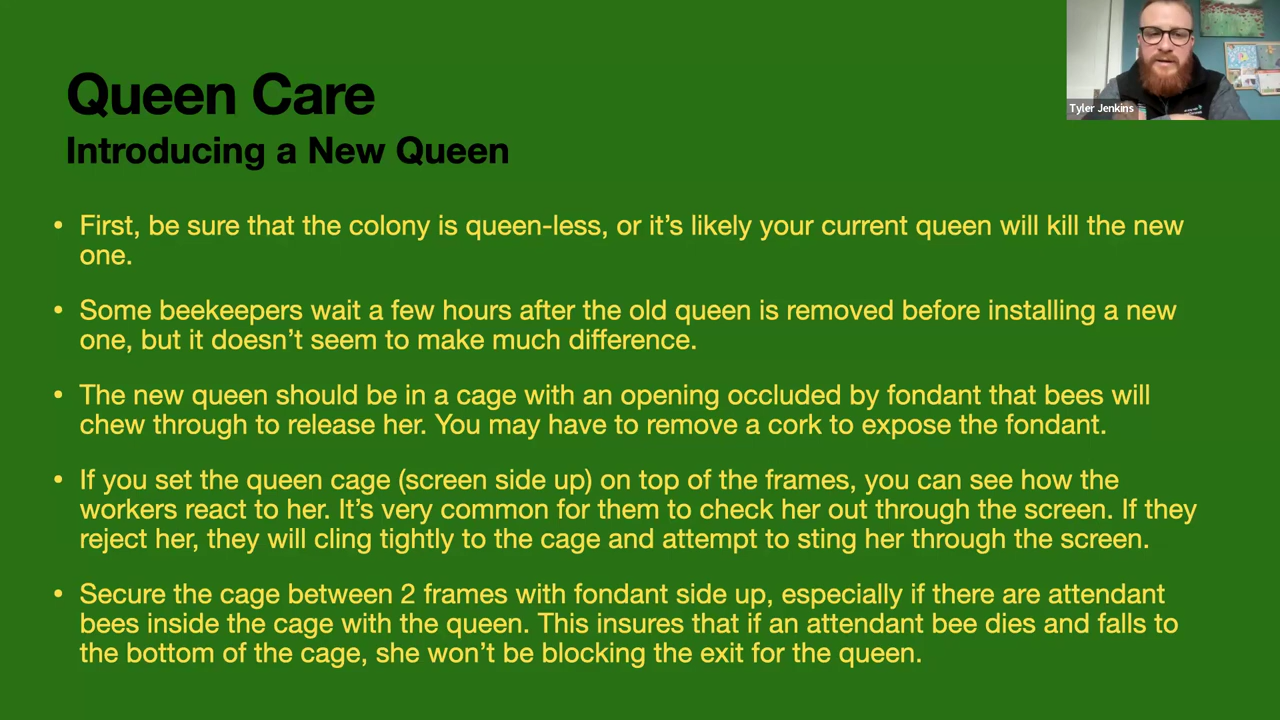 Queen Care
Introducing a New Queen
Tyler Jenkins
• First, be sure that the colony is queen-less, or it’s likely your current queen will kill the new
one.
• Some beekeepers wait a few hours after the old queen is removed before installing a new
one, but it doesn’t seem to make much difference.
• The new queen should be in a cage with an opening occluded by fondant that bees will
chew through to release her. You may have to remove a cork to expose the fondant.
• If you set the queen cage (screen side up) on top of the frames, you can see how the
workers react to her. It’s very common for them to check her out through the screen. If they
reject her, they will cling tightly to the cage and attempt to sting her through the screen.
• Secure the cage between 2 frames with fondant side up, especially if there are attendant
bees inside the cage with the queen. This insures that if an attendant bee dies and falls to
the bottom of the cage, she won’t be blocking the exit for the queen.